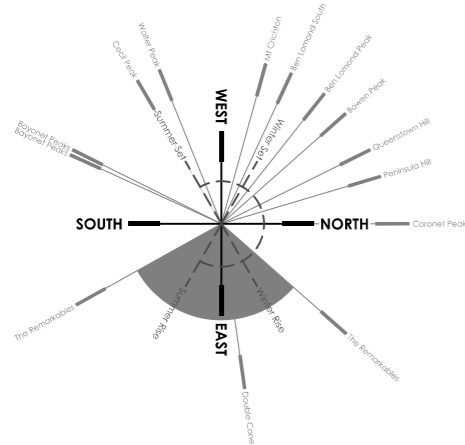 Cecil Peak
Walter Peak
Mt Crichton
Ben Lomond South
Ben Lomond Peak
Bowen Peak
Queenstown Hill
Peninsula Hill
Bayonet Peaks
Bayonet Peaks
Summer Set
WEST
Winter Set
SOUTH
NORTH
Coronet Peak
The Remarkables
Summer Rise
EAST
Winter Rise
The Remarkables
Double Cone